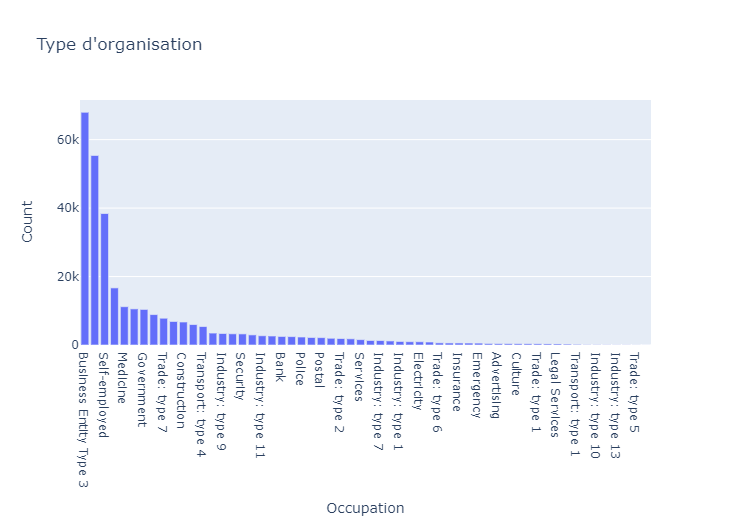 Type d'organisation
60k
40k
20k
0
Count
Business Entity Type 3
Self-employed
Medicine
Government
Trade: type 7
Construction
Transport: type 4
Industry: type 9
Security
Industry: type 11
Bank
Police
Postal
Trade: type 2
Services
Industry: type 7
Industry: type 1
Electricity
Trade: type 6
Insurance
Emergency
Advertising
Culture
Trade: type 1
Legal Services
Transport: type 1
Industry: type 10
Industry: type 13
Trade: type 5
Occupation